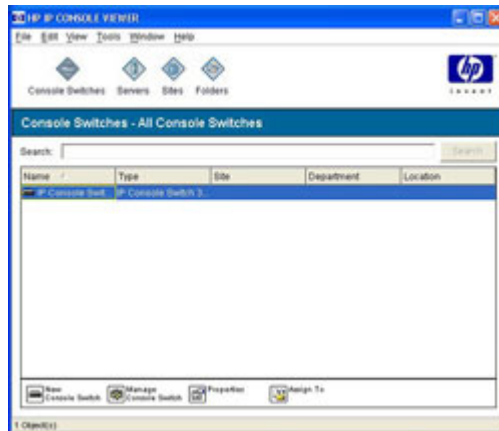 HP IP CONSOLE VIEWER
File Edit View Tools Window Help
Console Switches Servers Sites Folders
hp
invent
Console Switches - All Console Switches
Search: Search
Name Type Site Department Location
IP Console Swit... IP Console Switch 3...
New Console Switch Manage Console Switch Properties Assign To
1 Object(s)